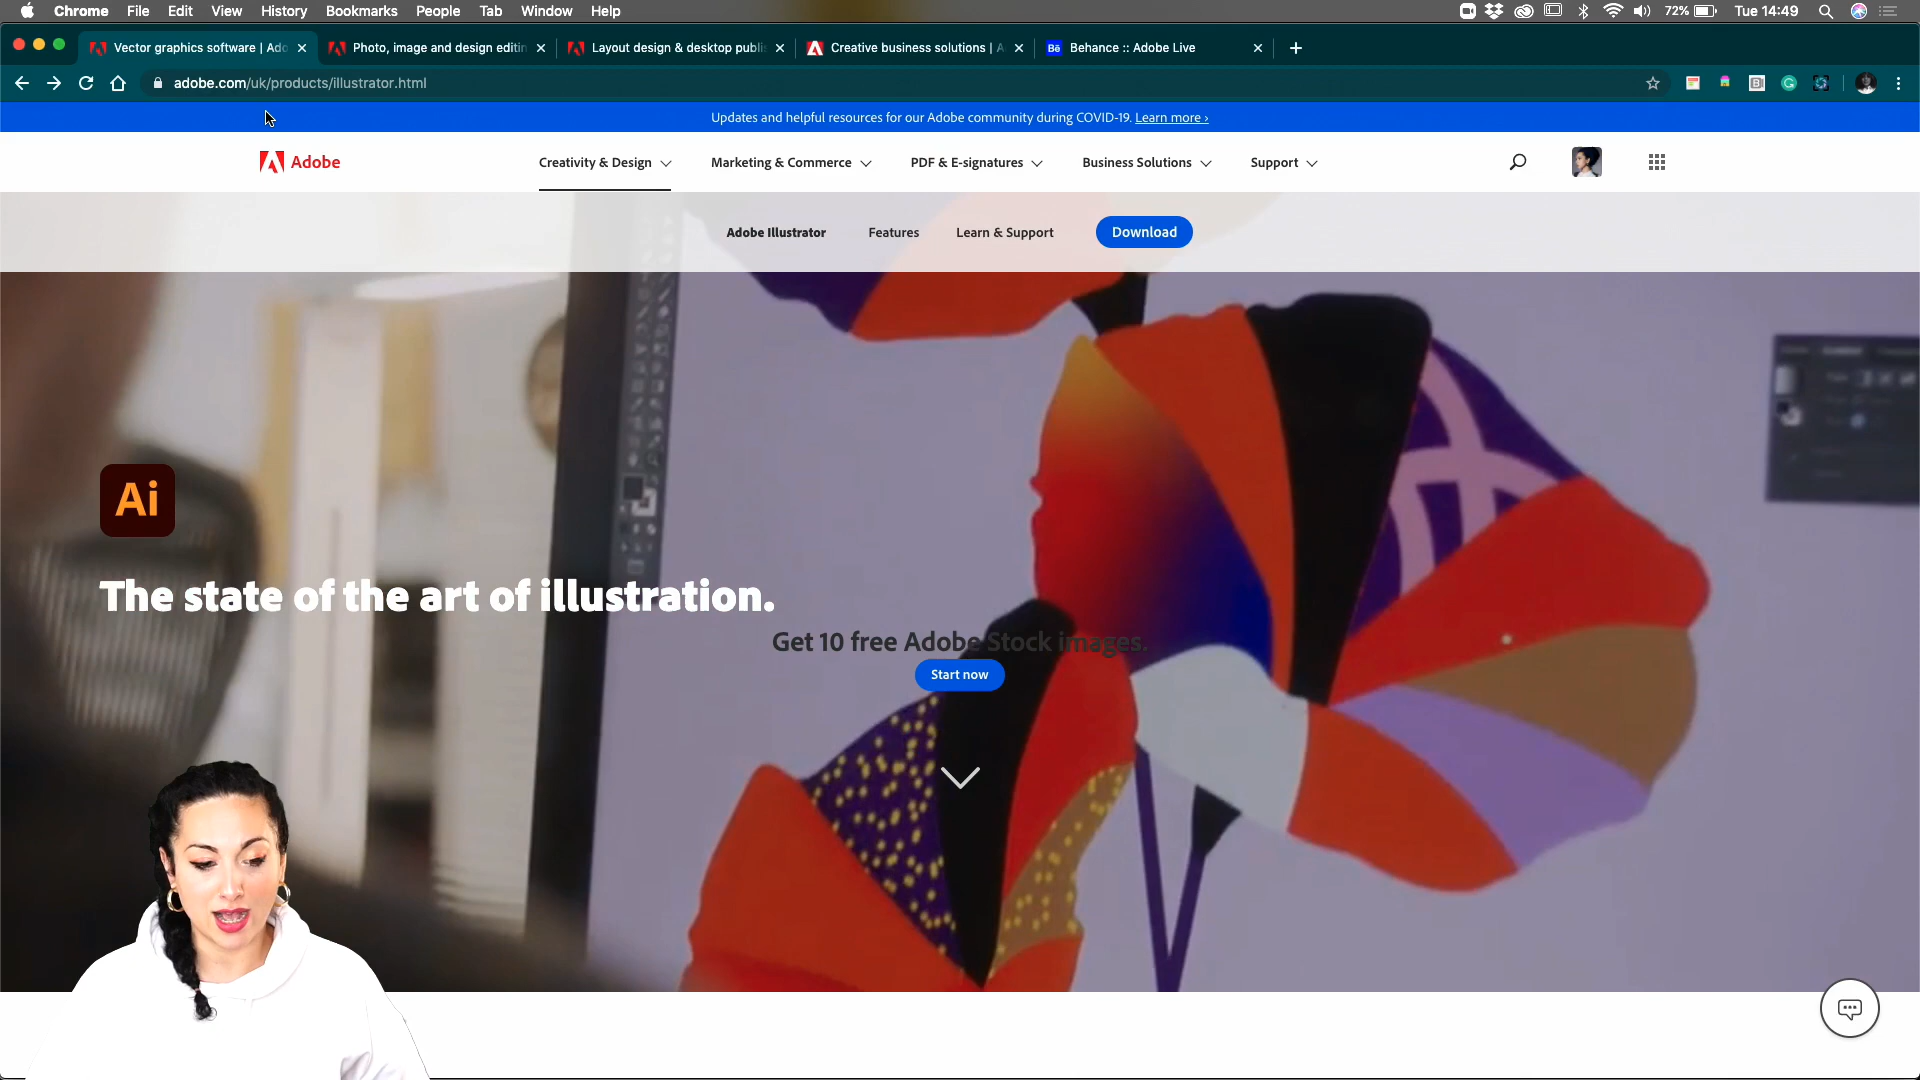 Chrome File Edit View History Bookmarks People Tab Window Help
72% Tue 14:49
Vector graphics software | Ado
Photo, image and design editin
Layout design & desktop publi
Creative business solutions | A
Bē Behance :: Adobe Live
adobe.com/uk/products/illustrator.html
Updates and helpful resources for our Adobe community during COVID-19. Learn more ›
Adobe
Creativity & Design
Marketing & Commerce
PDF & E-signatures
Business Solutions
Support
Adobe Illustrator
Features
Learn & Support
Download
Ai
The state of the art of illustration.
Get 10 free Adobe Stock images.
Start now